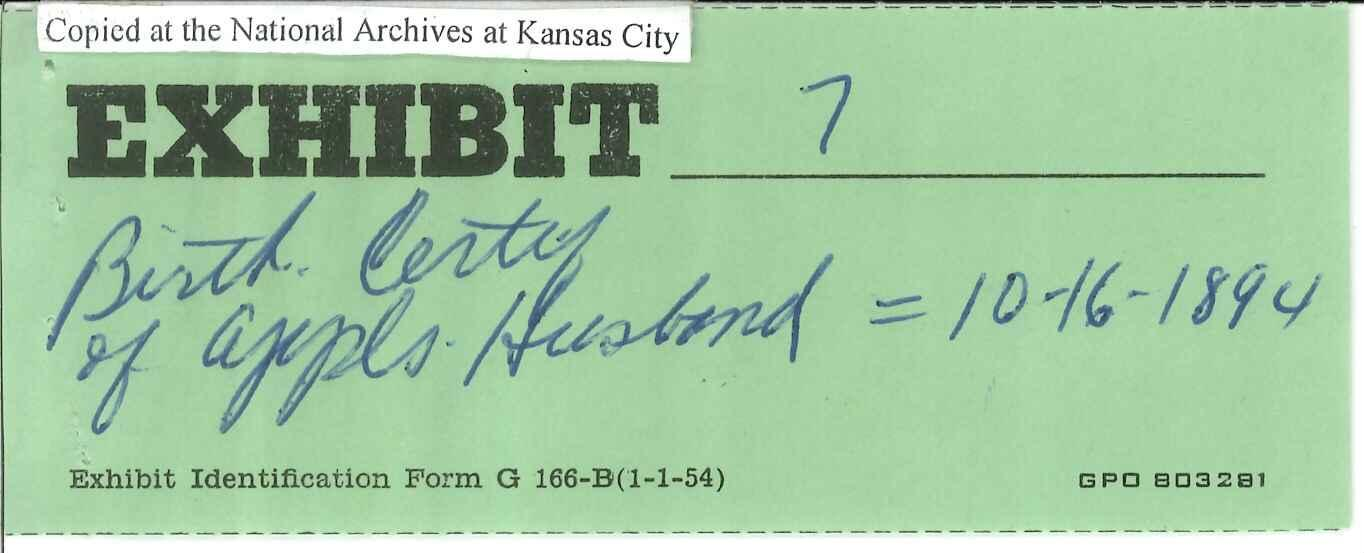 Copied at the National Archives at Kansas City
EXHIBIT 7
Birth. Certif
of appls. Husband = 10-16-1894
Exhibit Identification Form G 166-B(1-1-54)
GPO 803281